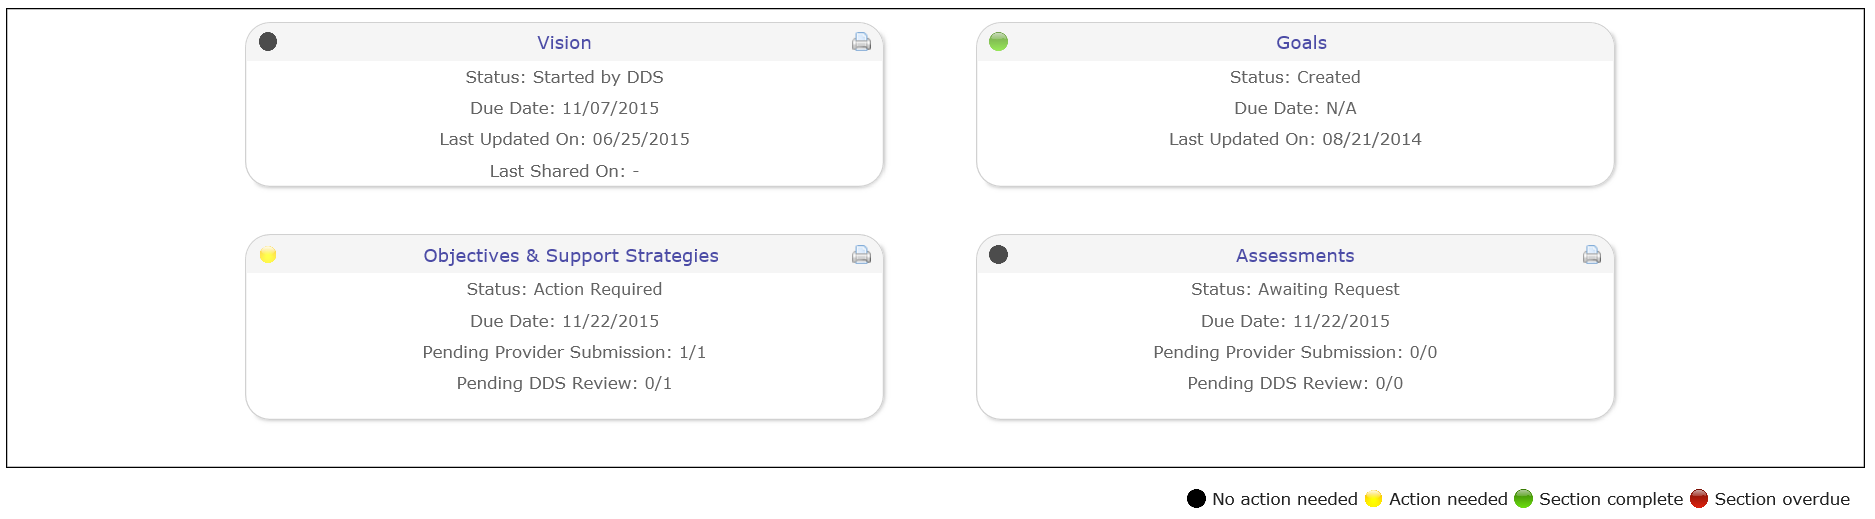 Vision
Status: Started by DDS
Due Date: 11/07/2015
Last Updated On: 06/25/2015
Last Shared On: -
Goals
Status: Created
Due Date: N/A
Last Updated On: 08/21/2014
Objectives & Support Strategies
Status: Action Required
Due Date: 11/22/2015
Pending Provider Submission: 1/1
Pending DDS Review: 0/1
Assessments
Status: Awaiting Request
Due Date: 11/22/2015
Pending Provider Submission: 0/0
Pending DDS Review: 0/0
No action needed Action needed Section complete Section overdue